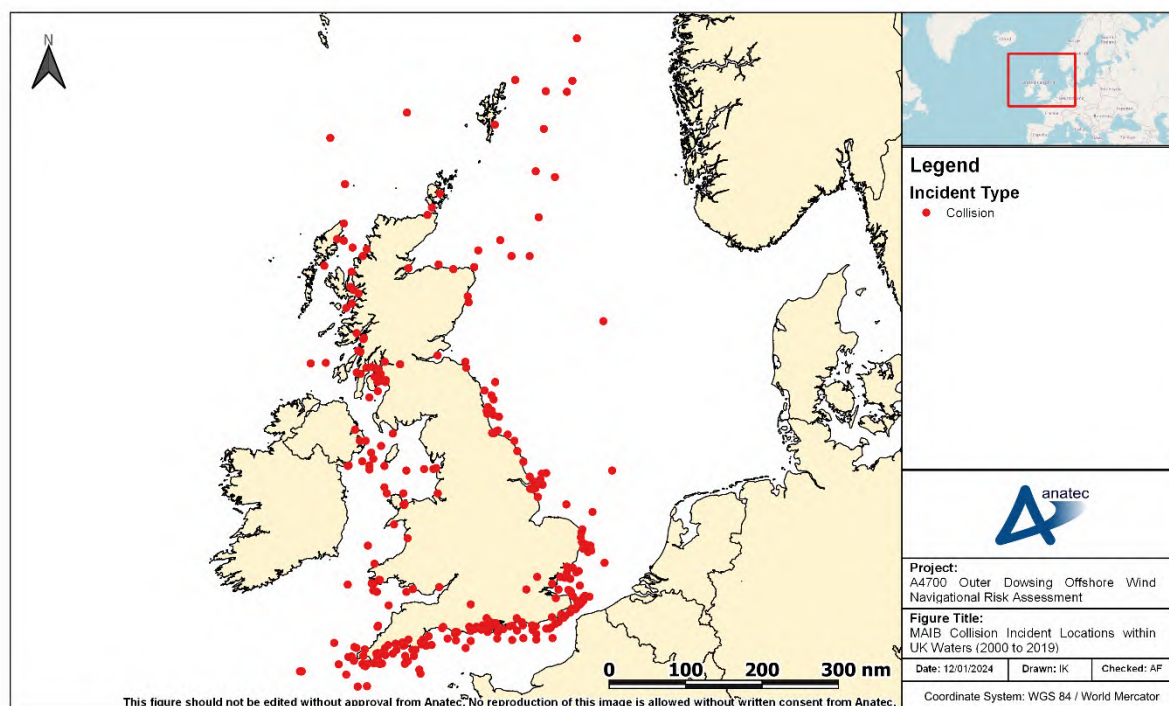 N
Legend
Incident Type
Collision
anatec
Project:
A4700 Outer Dowsing Offshore Wind
Navigational Risk Assessment
Figure Title:
MAIB Collision Incident Locations within
UK Waters (2000 to 2019)
Date: 12/01/2024 Drawn: IK Checked: AF
Coordinate System: WGS 84 / World Mercator
0 100 200 300 nm
This figure should not be edited without approval from Anatec. No reproduction of this image is allowed without written consent from Anatec.